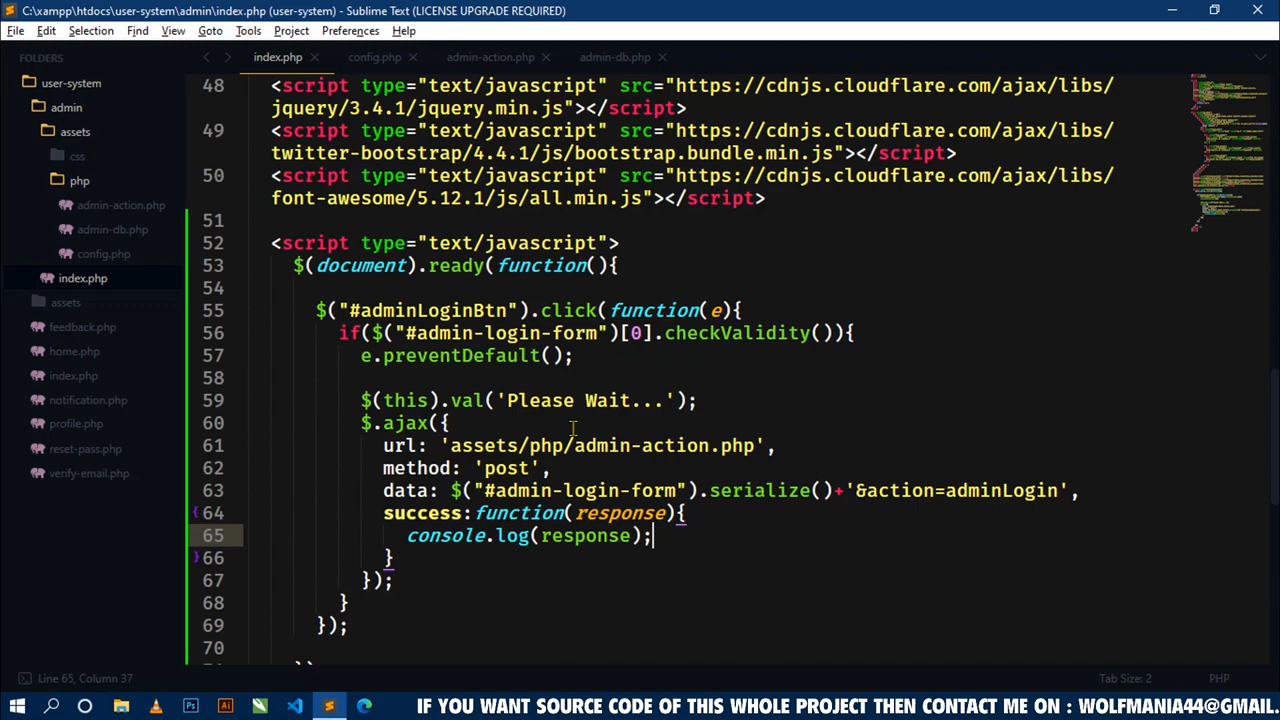 C:\xampp\htdocs\user-system\admin\index.php (user-system) - Sublime Text (LICENSE UPGRADE REQUIRED)
File Edit Selection Find View Goto Tools Project Preferences Help
FOLDERS
user-system
admin
assets
css
php
admin-action.php
admin-db.php
config.php
index.php
assets
feedback.php
home.php
index.php
notification.php
profile.php
reset-pass.php
verify-email.php
index.php config.php admin-action.php admin-db.php
48 <script type="text/javascript" src="https://cdnjs.cloudflare.com/ajax/libs/
jquery/3.4.1/jquery.min.js"></script>
49 <script type="text/javascript" src="https://cdnjs.cloudflare.com/ajax/libs/
twitter-bootstrap/4.4.1/js/bootstrap.bundle.min.js"></script>
50 <script type="text/javascript" src="https://cdnjs.cloudflare.com/ajax/libs/
font-awesome/5.12.1/js/all.min.js"></script>
51
52 <script type="text/javascript">
53 $(document).ready(function(){
54
55 $("#adminLoginBtn").click(function(e){
56 if($("#admin-login-form")[0].checkValidity()){
57 e.preventDefault();
58
59 $(this).val('Please Wait...');
60 $.ajax({
61 url: 'assets/php/admin-action.php',
62 method: 'post',
63 data: $("#admin-login-form").serialize()+'&action=adminLogin',
64 success:function(response){
65 console.log(response);
66 }
67 });
68 }
69 });
70
Line 65, Column 37 Tab Size: 2 PHP
IF YOU WANT SOURCE CODE OF THIS WHOLE PROJECT THEN CONTACT ME ON : WOLFMANIA44@GMAIL.